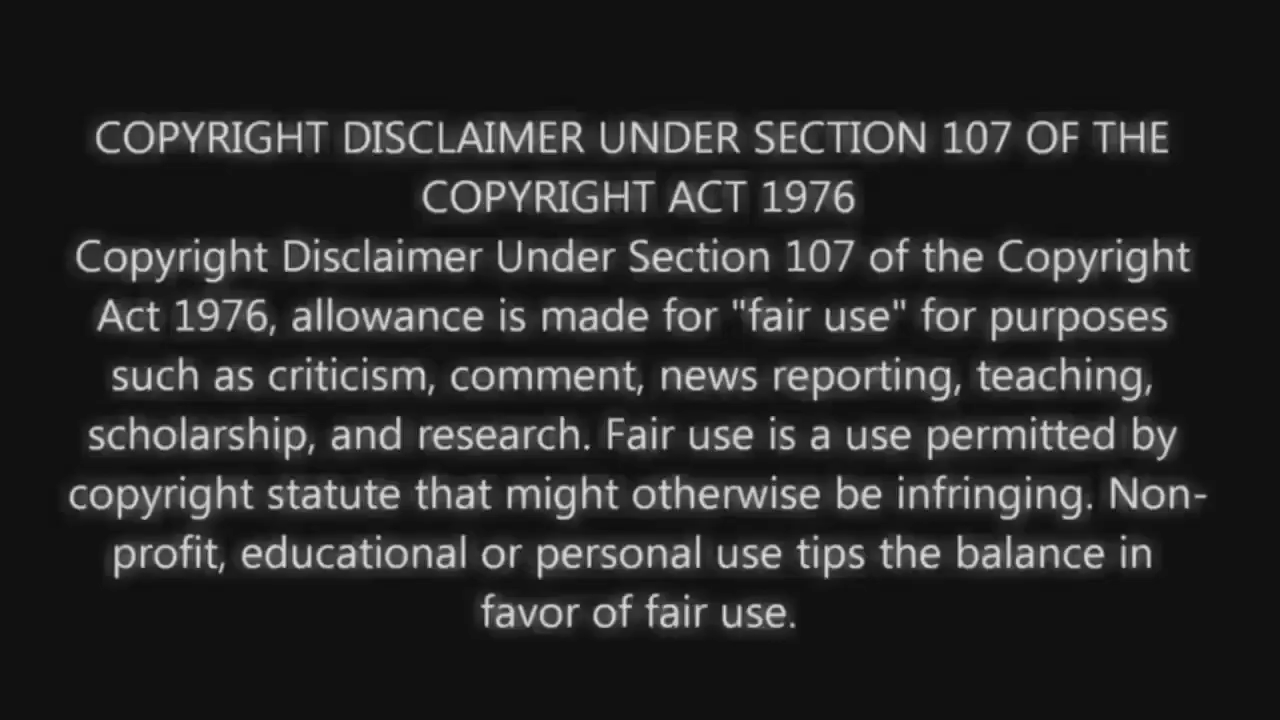 COPYRIGHT DISCLAIMER UNDER SECTION 107 OF THE
COPYRIGHT ACT 1976
Copyright Disclaimer Under Section 107 of the Copyright
Act 1976, allowance is made for "fair use" for purposes
such as criticism, comment, news reporting, teaching,
scholarship, and research. Fair use is a use permitted by
copyright statute that might otherwise be infringing. Non-
profit, educational or personal use tips the balance in
favor of fair use.